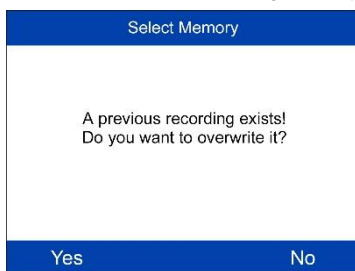 Select Memory
A previous recording exists!
Do you want to overwrite it?
Yes No